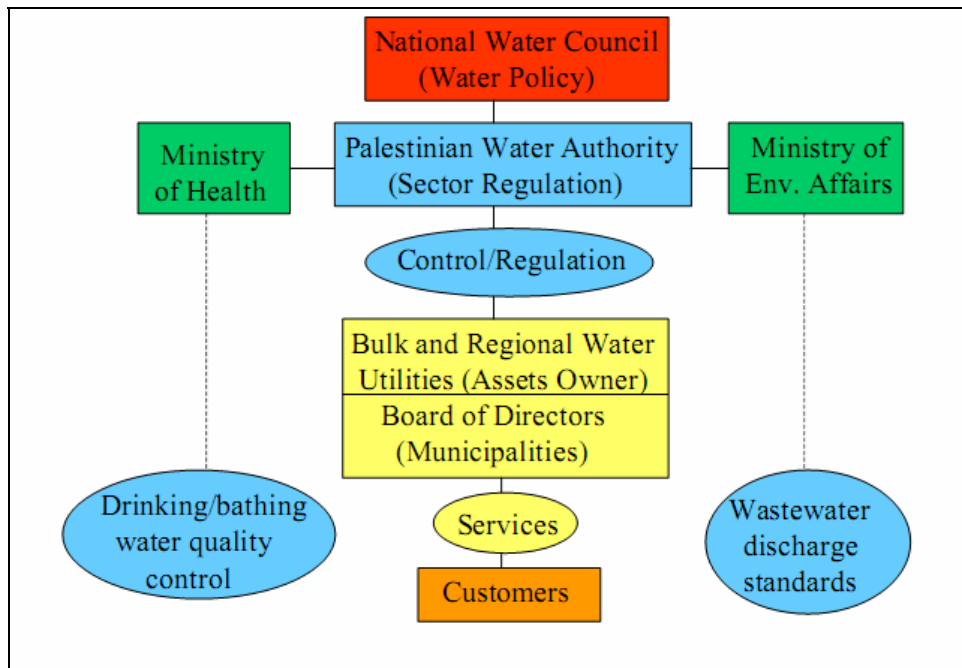 National Water Council
(Water Policy)
Ministry
of Health
Palestinian Water Authority
(Sector Regulation)
Ministry of
Env. Affairs
Control/Regulation
Bulk and Regional Water
Utilities (Assets Owner)
Board of Directors
(Municipalities)
Drinking/bathing
water quality
control
Services
Wastewater
discharge
standards
Customers